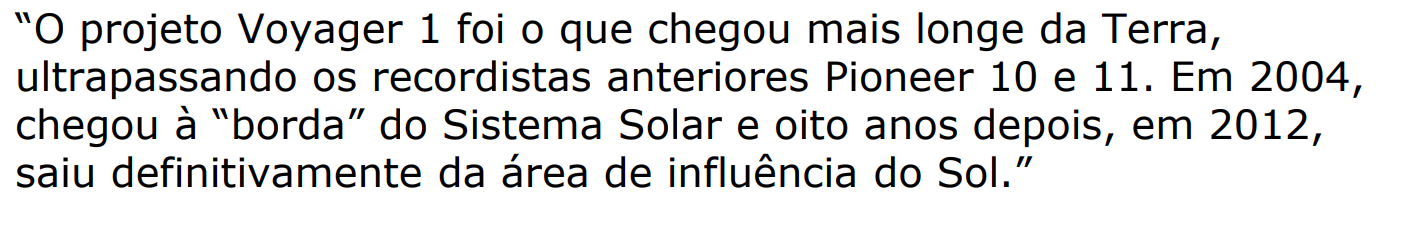 “O projeto Voyager 1 foi o que chegou mais longe da Terra,
ultrapassando os recordistas anteriores Pioneer 10 e 11. Em 2004,
chegou à “borda” do Sistema Solar e oito anos depois, em 2012,
saiu definitivamente da área de influência do Sol.”